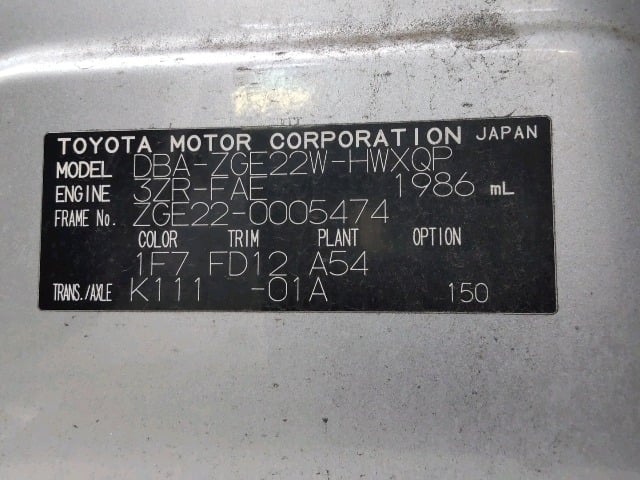 TOYOTA MOTOR CORPORATION JAPAN
MODEL DBA-ZGE22W-HWXQP
ENGINE 3ZR-FAE 1986 mL
FRAME No. ZGE22-0005474
COLOR TRIM PLANT OPTION
1F7 FD12 A54
TRANS./AXLE K111 -01A 150